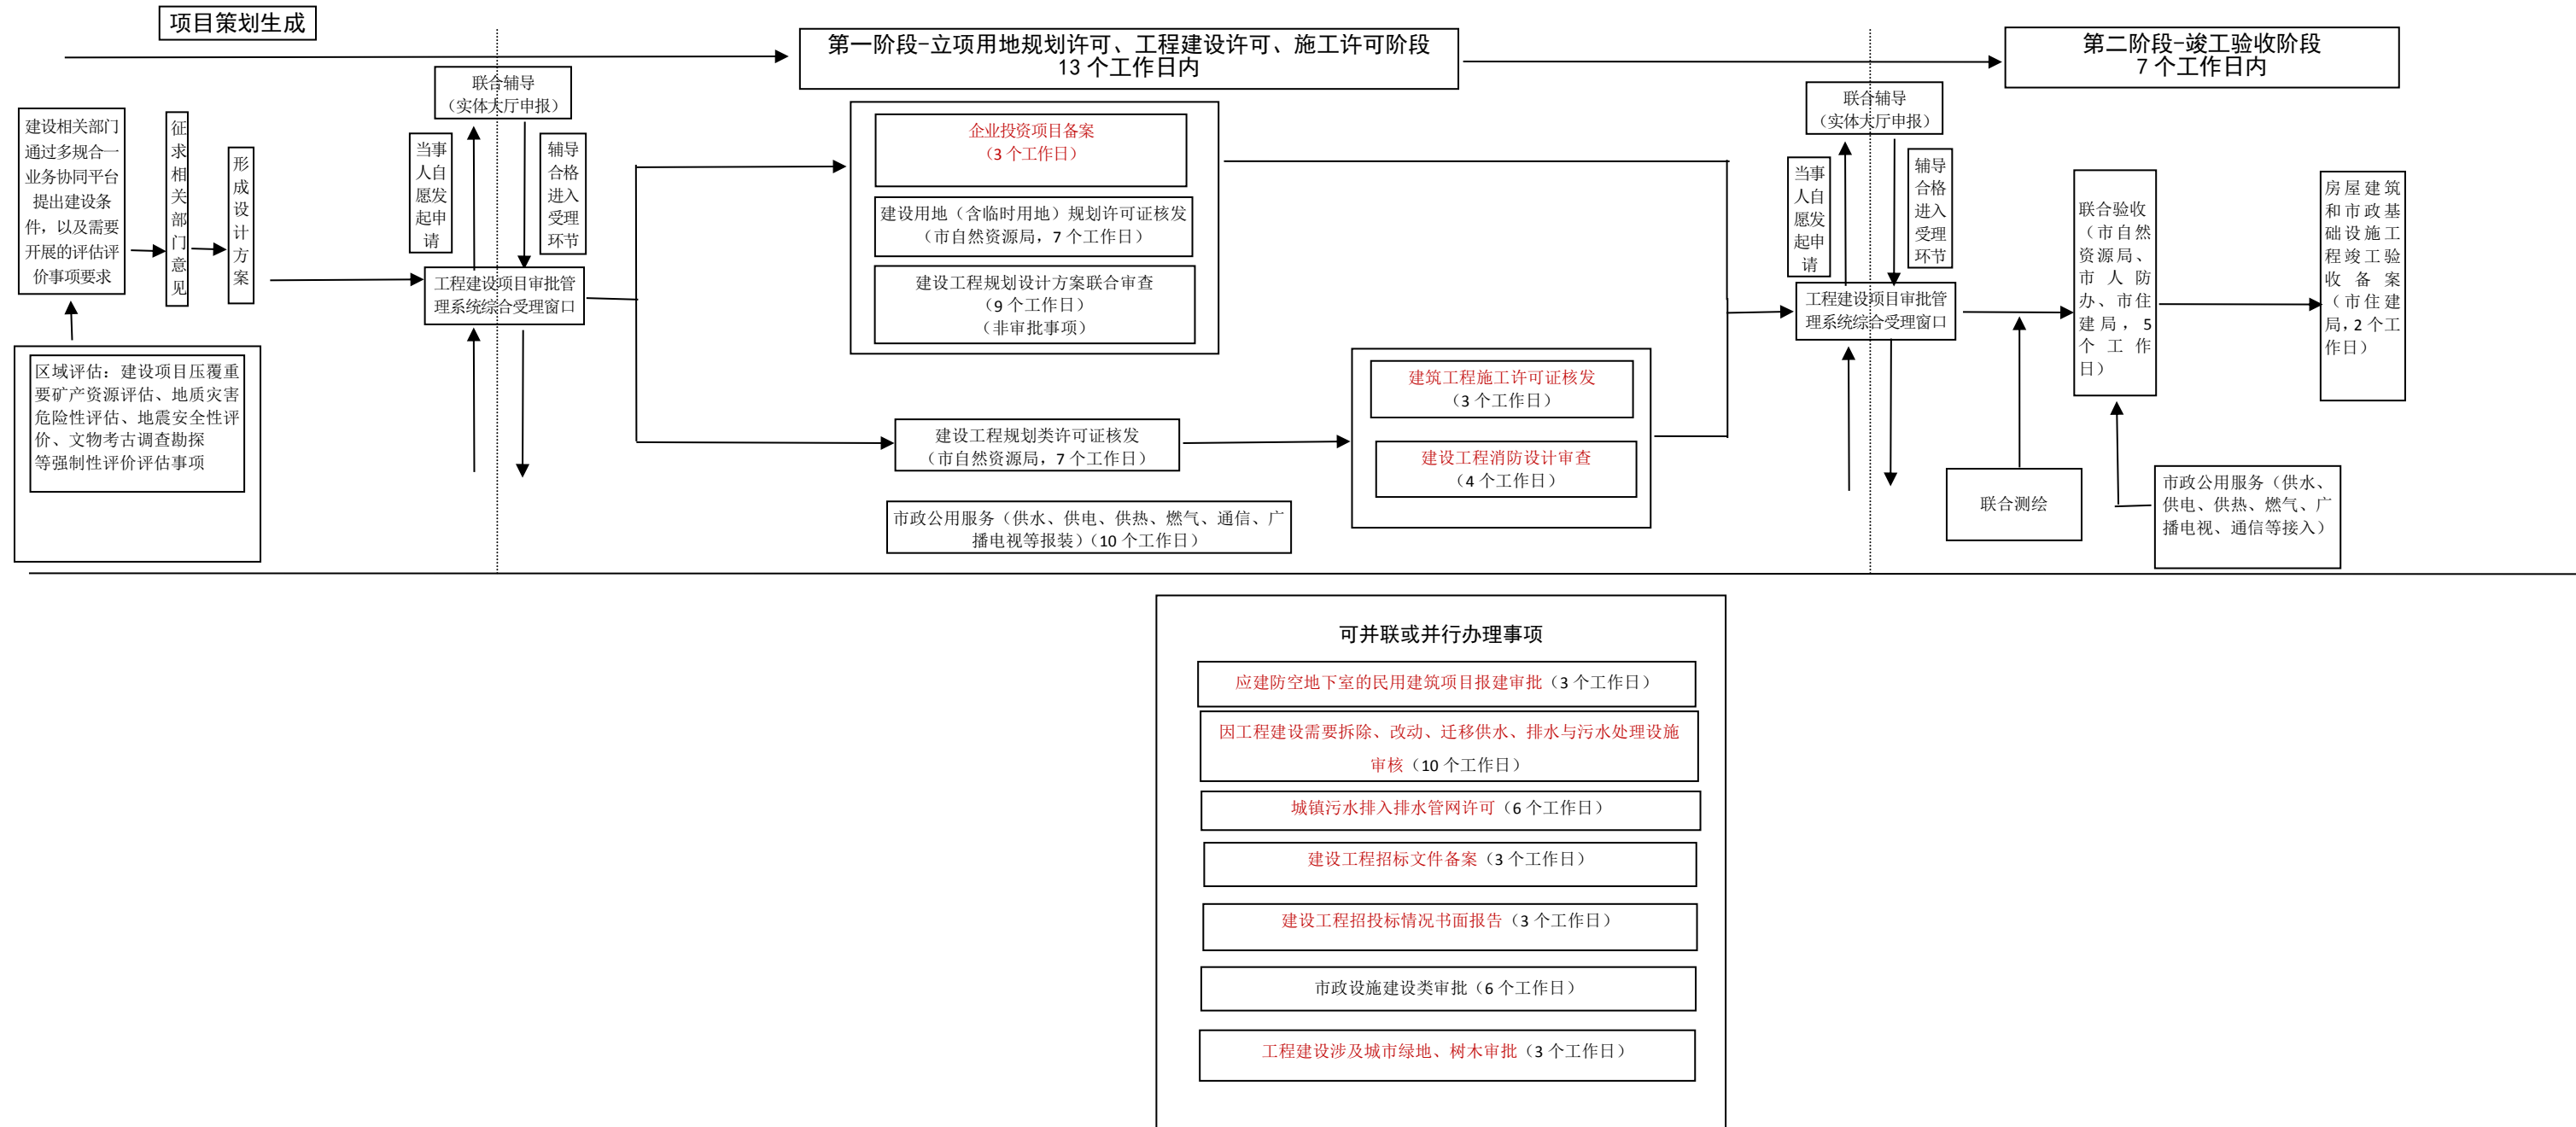 项目策划生成
第一阶段-立项用地规划许可、工程建设许可、施工许可阶段
13 个工作日内
第二阶段-竣工验收阶段
7 个工作日内
建设相关部门
通过多规合一
业务协同平台
提出建设条
件，以及需要
开展的评估评
价事项要求
征
求
相
关
部
门
意
见
形
成
设
计
方
案
区域评估：建设项目压覆重
要矿产资源评估、地质灾害
危险性评估、地震安全性评
价、文物考古调查勘探
等强制性评价评估事项
联合辅导
（实体大厅申报）
当事
人自
愿发
起申
请
辅导
合格
进入
受理
环节
工程建设项目审批管
理系统综合受理窗口
企业投资项目备案
（3 个工作日）
建设用地（含临时用地）规划许可证核发
（市自然资源局，7 个工作日）
建设工程规划设计方案联合审查
（9 个工作日）
（非审批事项）
建设工程规划类许可证核发
（市自然资源局，7 个工作日）
市政公用服务（供水、供电、供热、燃气、通信、广
播电视等报装）（10 个工作日）
建筑工程施工许可证核发
（3 个工作日）
建设工程消防设计审查
（4 个工作日）
联合辅导
（实体大厅申报）
当事
人自
愿发
起申
请
辅导
合格
进入
受理
环节
工程建设项目审批管
理系统综合受理窗口
联合测绘
联合验收
（市自然
资源局、
市人防
办、市住
建局，5
个工作
日）
市政公用服务（供水、
供电、供热、燃气、广
播电视、通信等接入）
房屋建筑
和市政基
础设施工
程竣工验
收备案
（市住建
局，2 个工
作日）
可并联或并行办理事项
应建防空地下室的民用建筑项目报建审批（3 个工作日）
因工程建设需要拆除、改动、迁移供水、排水与污水处理设施
审核（10 个工作日）
城镇污水排入排水管网许可（6 个工作日）
建设工程招标文件备案（3 个工作日）
建设工程招投标情况书面报告（3 个工作日）
市政设施建设类审批（6 个工作日）
工程建设涉及城市绿地、树木审批（3 个工作日）